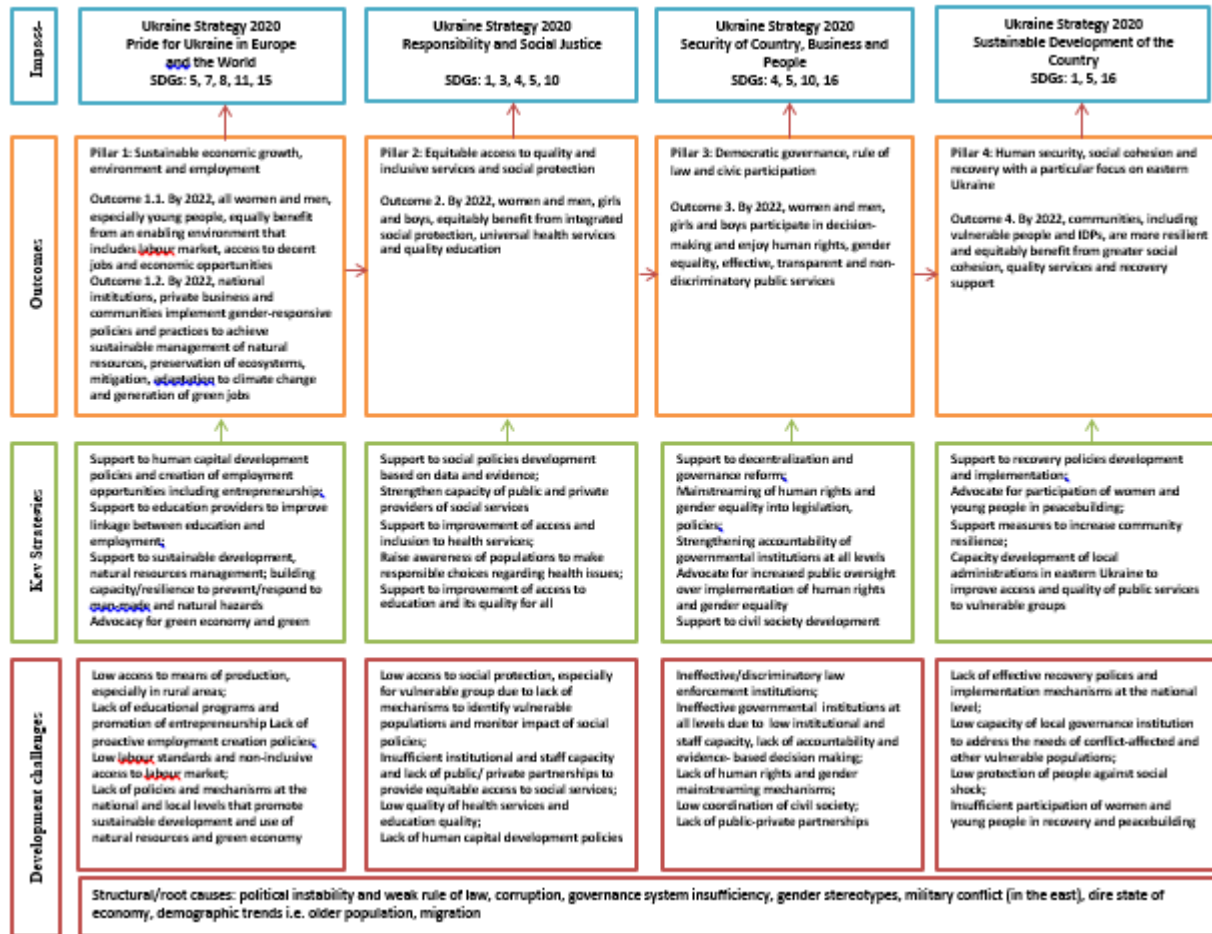 Impact
Ukraine Strategy 2020
Pride for Ukraine in Europe
and the World
SDGs: 5, 7, 8, 11, 15
Ukraine Strategy 2020
Responsibility and Social Justice
SDGs: 1, 3, 4, 5, 10
Ukraine Strategy 2020
Security of Country, Business and
People
SDGs: 4, 5, 10, 16
Ukraine Strategy 2020
Sustainable Development of the
Country
SDGs: 1, 5, 16
Outcomes
Pillar 1: Sustainable economic growth,
environment and employment
Outcome 1.1. By 2022, all women and men,
especially young people, equally benefit
from an enabling environment that
includes labour market, access to decent
jobs and economic opportunities
Outcome 1.2. By 2022, national
institutions, private business and
communities implement gender-responsive
policies and practices to achieve
sustainable management of natural
resources, preservation of ecosystems,
mitigation, adaptation to climate change
and generation of green jobs
Pillar 2: Equitable access to quality and
inclusive services and social protection
Outcome 2. By 2022, women and men, girls
and boys, equitably benefit from integrated
social protection, universal health services
and quality education
Pillar 3: Democratic governance, rule of
law and civic participation
Outcome 3. By 2022, women and men,
girls and boys participate in decision-
making and enjoy human rights, gender
equality, effective, transparent and non-
discriminatory public services
Pillar 4: Human security, social cohesion and
recovery with a particular focus on eastern
Ukraine
Outcome 4. By 2022, communities, including
vulnerable people and IDPs, are more resilient
and equitably benefit from greater social
cohesion, quality services and recovery
support
Key Strategies
Support to human capital development
policies and creation of employment
opportunities including entrepreneurship;
Support to education providers to improve
linkage between education and
employment;
Support to sustainable development,
natural resources management; building
capacity/resilience to prevent/respond to
man-made and natural hazards
Advocacy for green economy and green
Support to social policies development
based on data and evidence;
Strengthen capacity of public and private
providers of social services
Support to improvement of access and
inclusion to health services;
Raise awareness of populations to make
responsible choices regarding health issues;
Support to improvement of access to
education and its quality for all
Support to decentralization and
governance reform;
Mainstreaming of human rights and
gender equality into legislation,
policies;
Strengthening accountability of
governmental institutions at all levels
Advocate for increased public oversight
over implementation of human rights
and gender equality
Support to civil society development
Support to recovery policies development
and implementation;
Advocate for participation of women and
young people in peacebuilding;
Support measures to increase community
resilience;
Capacity development of local
administrations in eastern Ukraine to
improve access and quality of public services
to vulnerable groups
Development challenges
Low access to means of production,
especially in rural areas;
Lack of educational programs and
promotion of entrepreneurship Lack of
proactive employment creation policies;
Low labour standards and non-inclusive
access to labour market;
Lack of policies and mechanisms at the
national and local levels that promote
sustainable development and use of
natural resources and green economy
Low access to social protection, especially
for vulnerable group due to lack of
mechanisms to identify vulnerable
populations and monitor impact of social
policies;
Insufficient institutional and staff capacity
and lack of public/ private partnerships to
provide equitable access to social services;
Low quality of health services and
education quality;
Lack of human capital development policies
Ineffective/discriminatory law
enforcement institutions;
Ineffective governmental institutions at
all levels due to low institutional and
staff capacity, lack of accountability and
evidence- based decision making;
Lack of human rights and gender
mainstreaming mechanisms;
Low coordination of civil society;
Lack of public-private partnerships
Lack of effective recovery polices and
implementation mechanisms at the national
level;
Low capacity of local governance institution
to address the needs of conflict-affected and
other vulnerable populations;
Low protection of people against social
shock;
Insufficient participation of women and
young people in recovery and peacebuilding
Structural/root causes: political instability and weak rule of law, corruption, governance system insufficiency, gender stereotypes, military conflict (in the east), dire state of
economy, demographic trends i.e. older population, migration